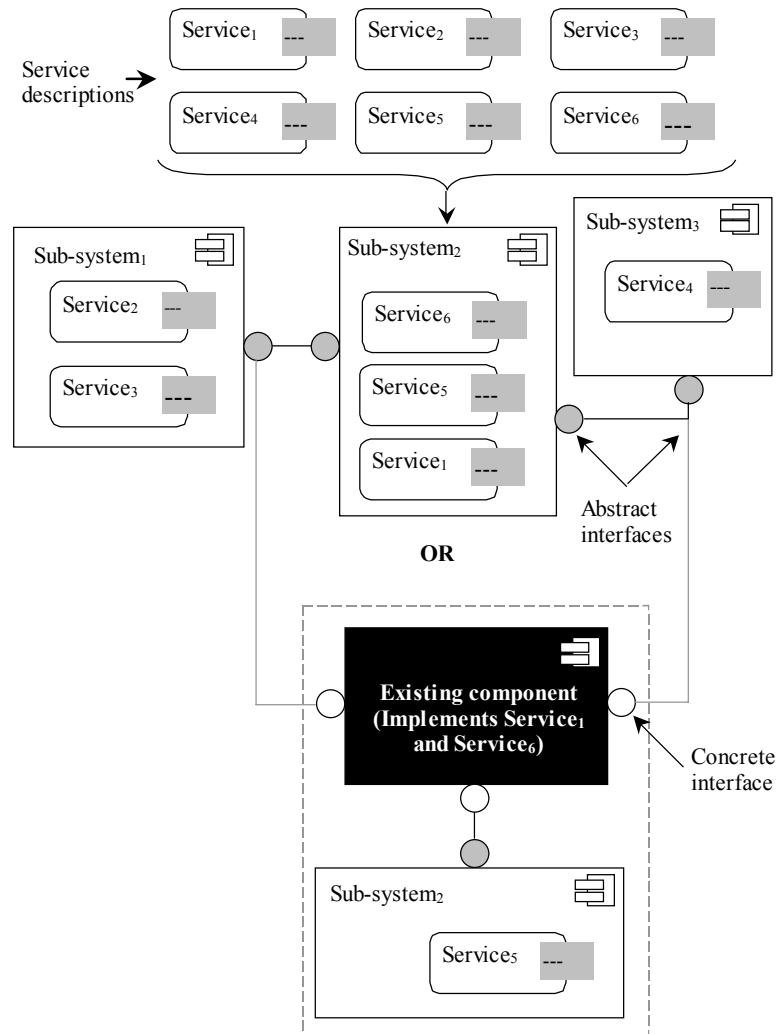 Service₁ ---
Service₂ ---
Service₃ ---
Service
descriptions
Service₄ ---
Service₅ ---
Service₆ ---
Sub-system₁
Service₂ ---
Service₃ ---
Sub-system₂
Service₆ ---
Service₅ ---
Service₁ ---
Sub-system₃
Service₄ ---
Abstract
interfaces
OR
Existing component
(Implements Service₁
and Service₆)
Concrete
interface
Sub-system₂
Service₅ ---